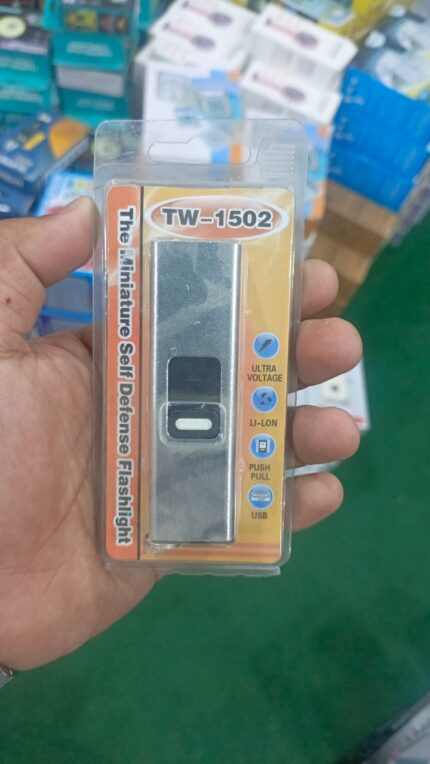 TW-1502
The Miniature Self Defense Flashlight
ULTRA
VOLTAGE
LI-LON
PUSH
PULL
USB